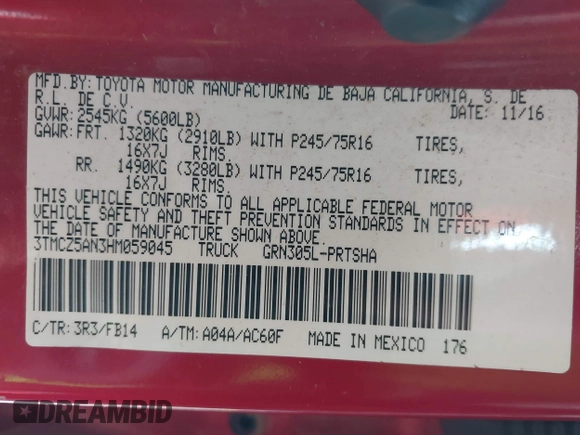 MFD.BY:TOYOTA MOTOR MANUFACTURING DE BAJA CALIFORNIA, S. DE
R.L. DE C.V. DATE: 11/16
GVWR:2545KG (5600LB)
GAWR:FRT. 1320KG (2910LB) WITH P245/75R16 TIRES,
16X7J RIMS.
RR. 1490KG (3280LB) WITH P245/75R16 TIRES,
16X7J RIMS.
THIS VEHICLE CONFORMS TO ALL APPLICABLE FEDERAL MOTOR
VEHICLE SAFETY AND THEFT PREVENTION STANDARDS IN EFFECT ON
THE DATE OF MANUFACTURE SHOWN ABOVE.
3TMCZ5AN3HM059045 TRUCK GRN305L-PRTSHA
C/TR:3R3/FB14 A/TM:A04A/AC60F MADE IN MEXICO 176
DREAMBID